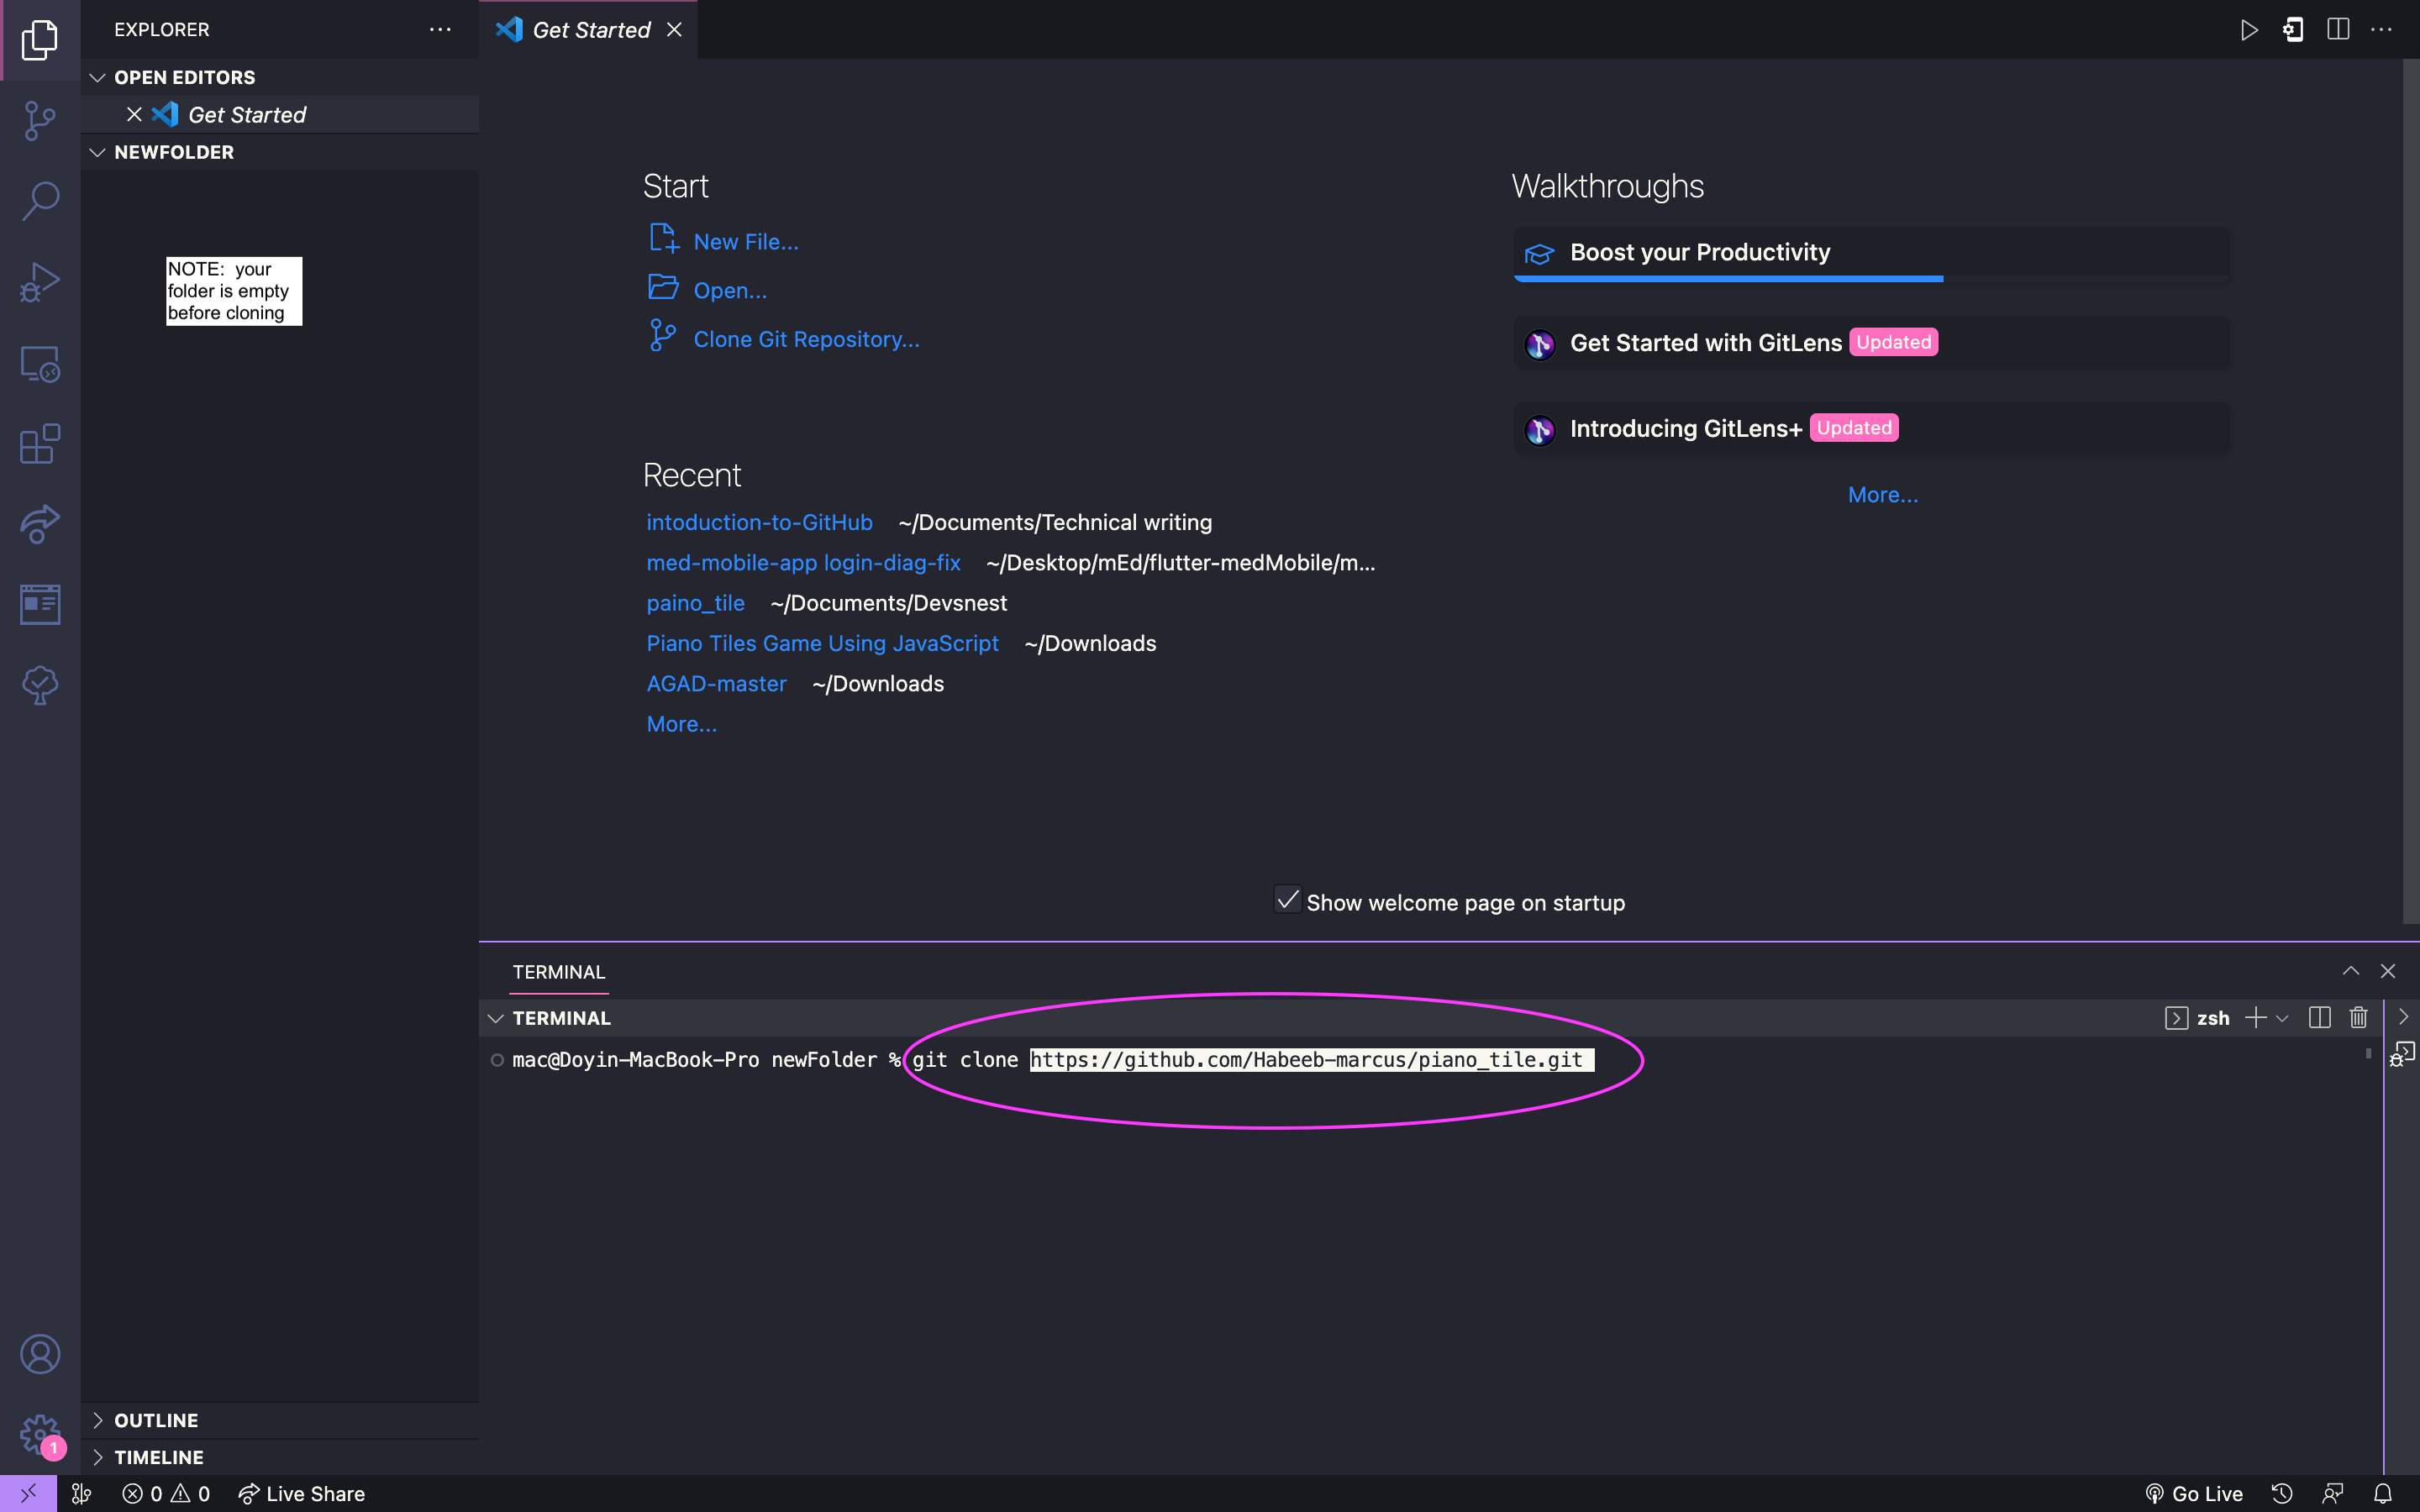 EXPLORER
OPEN EDITORS
Get Started
NEWFOLDER
NOTE: your
folder is empty
before cloning
OUTLINE
TIMELINE
Get Started
Start
New File...
Open...
Clone Git Repository...
Recent
intoduction-to-GitHub ~/Documents/Technical writing
med-mobile-app login-diag-fix ~/Desktop/mEd/flutter-medMobile/m...
paino_tile ~/Documents/Devsnest
Piano Tiles Game Using JavaScript ~/Downloads
AGAD-master ~/Downloads
More...
Walkthroughs
Boost your Productivity
Get Started with GitLens Updated
Introducing GitLens+ Updated
More...
Show welcome page on startup
TERMINAL
TERMINAL
zsh
mac@Doyin-MacBook-Pro newFolder % git clone https://github.com/Habeeb-marcus/piano_tile.git
1
0 0 Live Share
Go Live